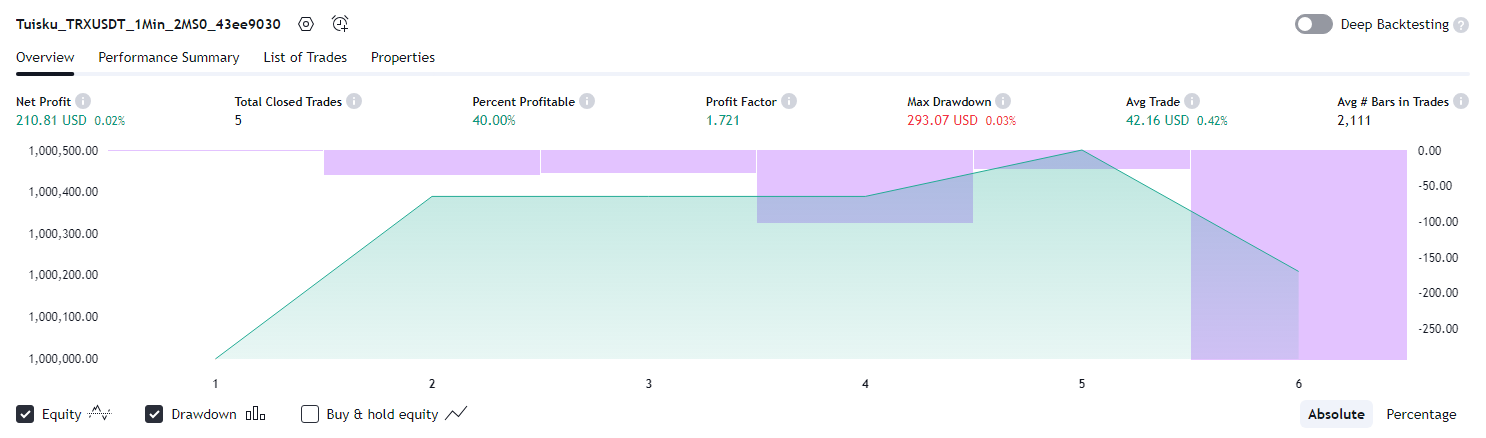 Tuisku_TRXUSDT_1Min_2MS0_43ee9030 Deep Backtesting
Overview Performance Summary List of Trades Properties
Net Profit Total Closed Trades Percent Profitable Profit Factor Max Drawdown Avg Trade Avg # Bars in Trades
210.81 USD 0.02% 5 40.00% 1.721 293.07 USD 0.03% 42.16 USD 0.42% 2,111
1,000,500.00 0.00
1,000,400.00 -50.00
1,000,300.00 -100.00
1,000,200.00 -150.00
1,000,100.00 -200.00
1,000,000.00 -250.00
1 2 3 4 5 6
Equity Drawdown Buy & hold equity Absolute Percentage